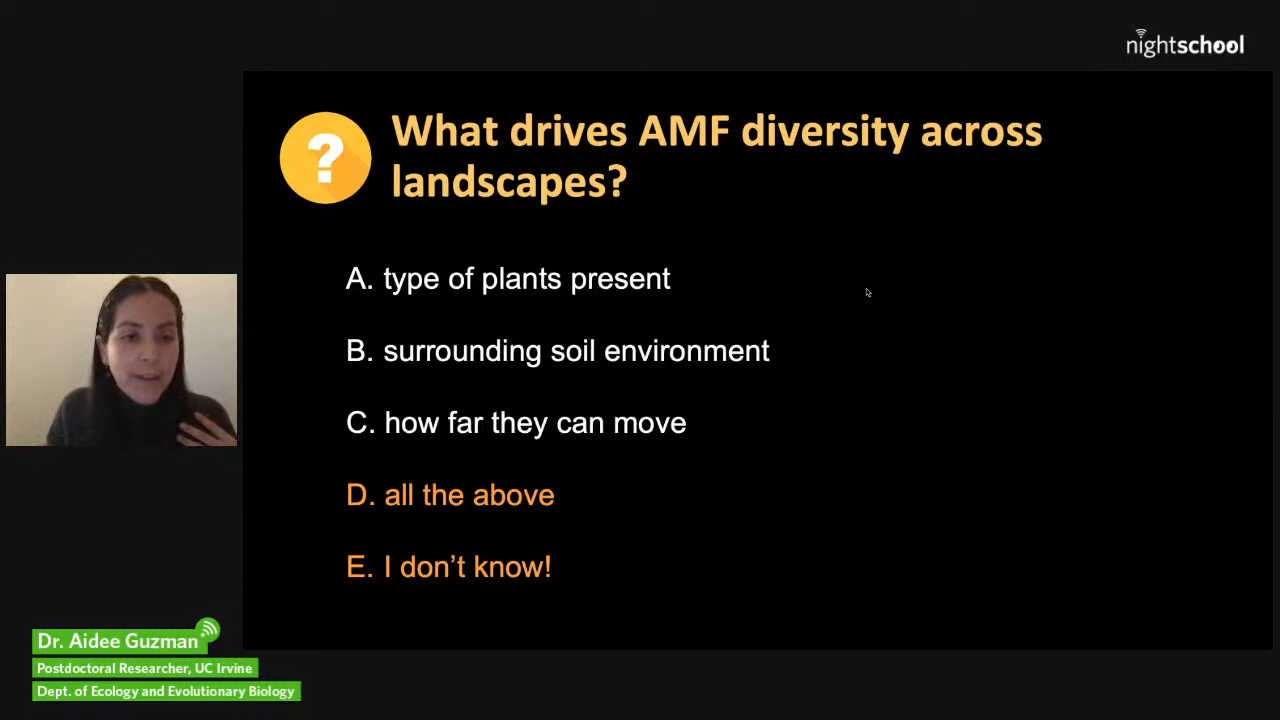 nightschool
?
What drives AMF diversity across
landscapes?
A. type of plants present
B. surrounding soil environment
C. how far they can move
D. all the above
E. I don’t know!
Dr. Aidee Guzman
Postdoctoral Researcher, UC Irvine
Dept. of Ecology and Evolutionary Biology